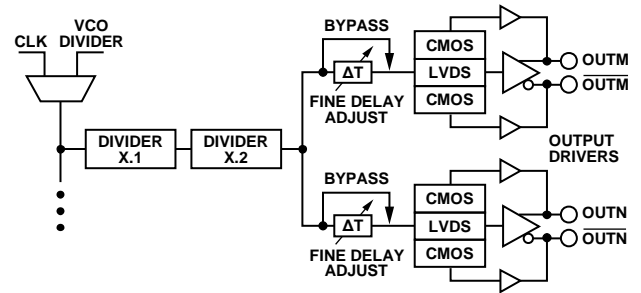 VCO
CLK DIVIDER
DIVIDER
X.1
DIVIDER
X.2
BYPASS
ΔT
FINE DELAY
ADJUST
CMOS
LVDS
CMOS
OUTM
OUTM
OUTPUT
DRIVERS
BYPASS
ΔT
FINE DELAY
ADJUST
CMOS
LVDS
CMOS
OUTN
OUTN